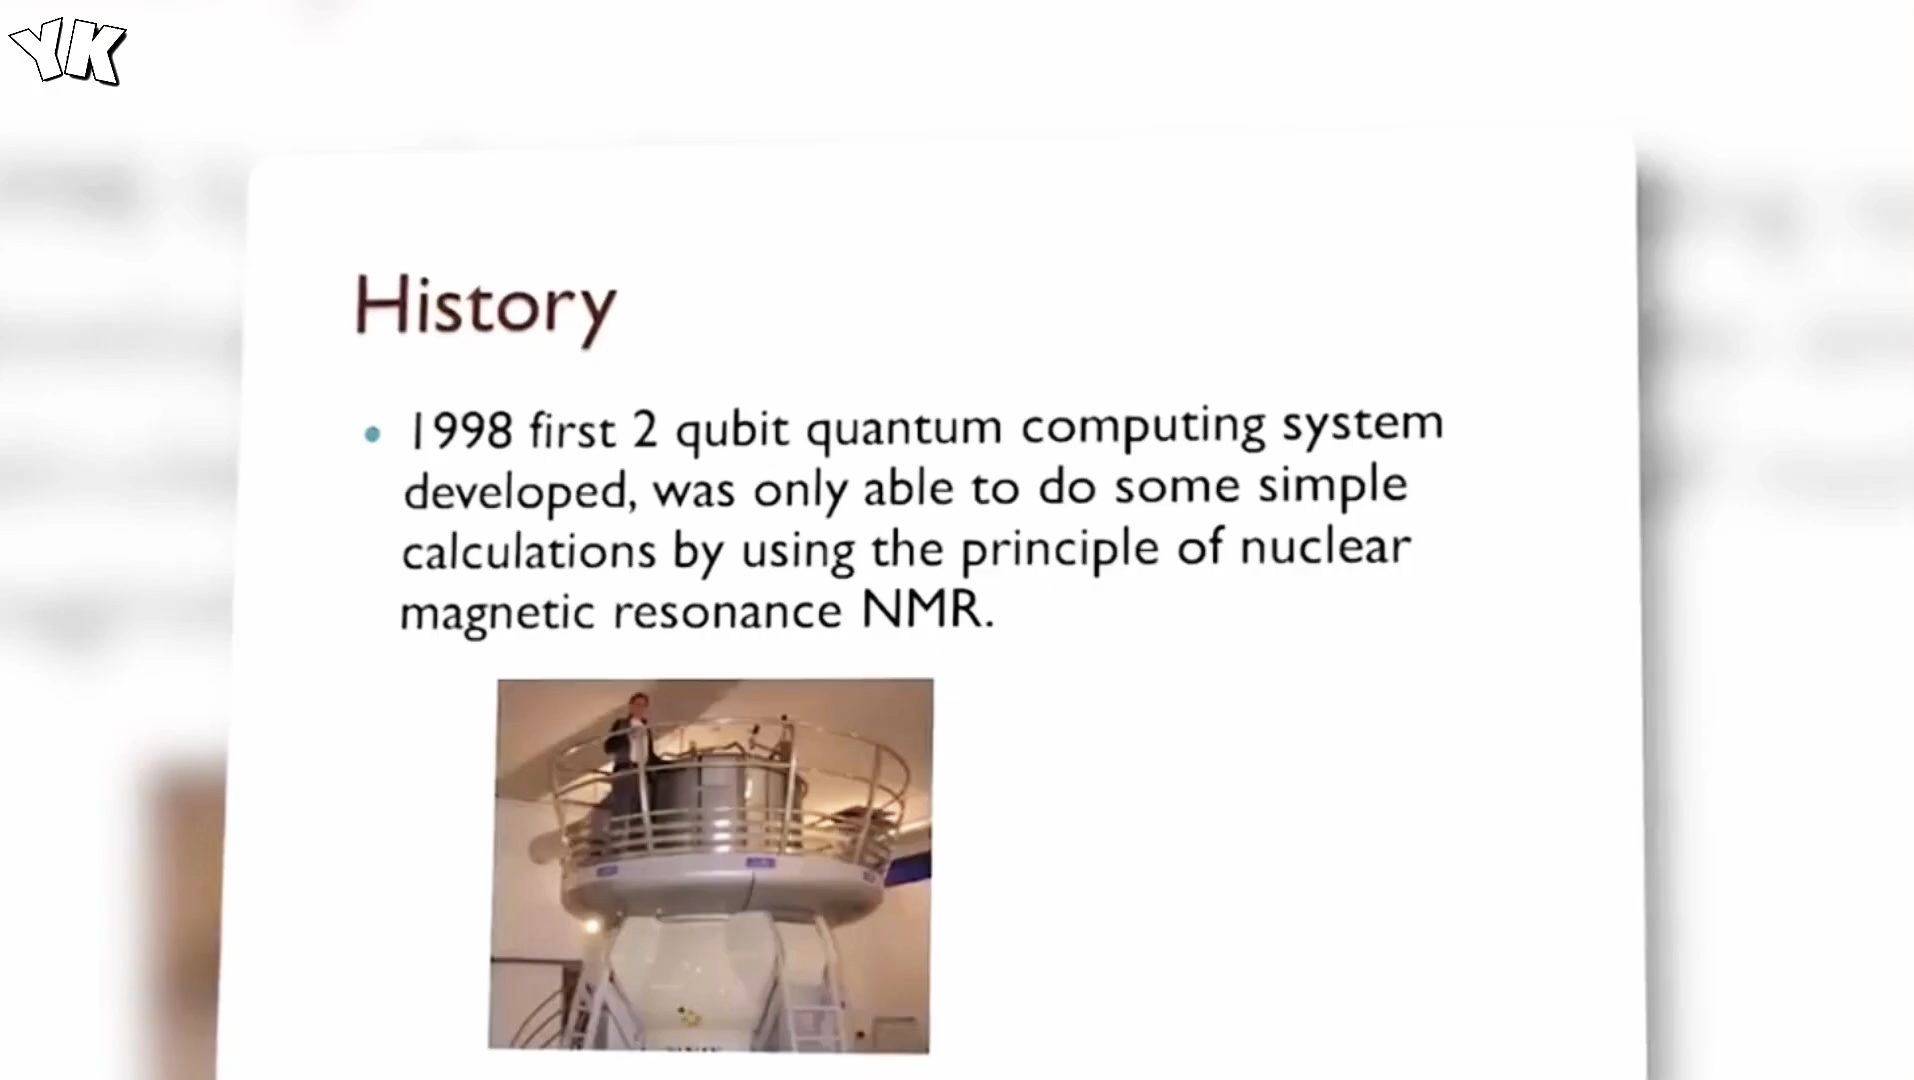 YK
History
• 1998 first 2 qubit quantum computing system
developed, was only able to do some simple
calculations by using the principle of nuclear
magnetic resonance NMR.